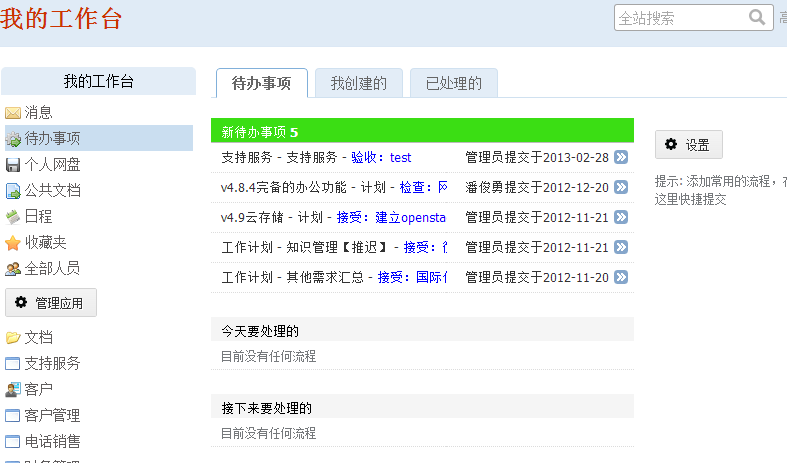 我的工作台
全站搜索
我的工作台
消息
待办事项
个人网盘
公共文档
日程
收藏夹
全部人员
管理应用
文档
支持服务
客户
客户管理
电话销售
待办事项 我创建的 已处理的
新待办事项 5
支持服务 - 支持服务 - 验收：test 管理员提交于2013-02-28
v4.8.4完备的办公功能 - 计划 - 检查： 潘俊勇提交于2012-12-20
v4.9云存储 - 计划 - 接受：建立opensta 管理员提交于2012-11-21
工作计划 - 知识管理【推迟】 - 接受： 管理员提交于2012-11-21
工作计划 - 其他需求汇总 - 接受：国际 管理员提交于2012-11-20
今天要处理的
目前没有任何流程
接下来要处理的
目前没有任何流程
设置
提示: 添加常用的流程，在
这里快捷提交